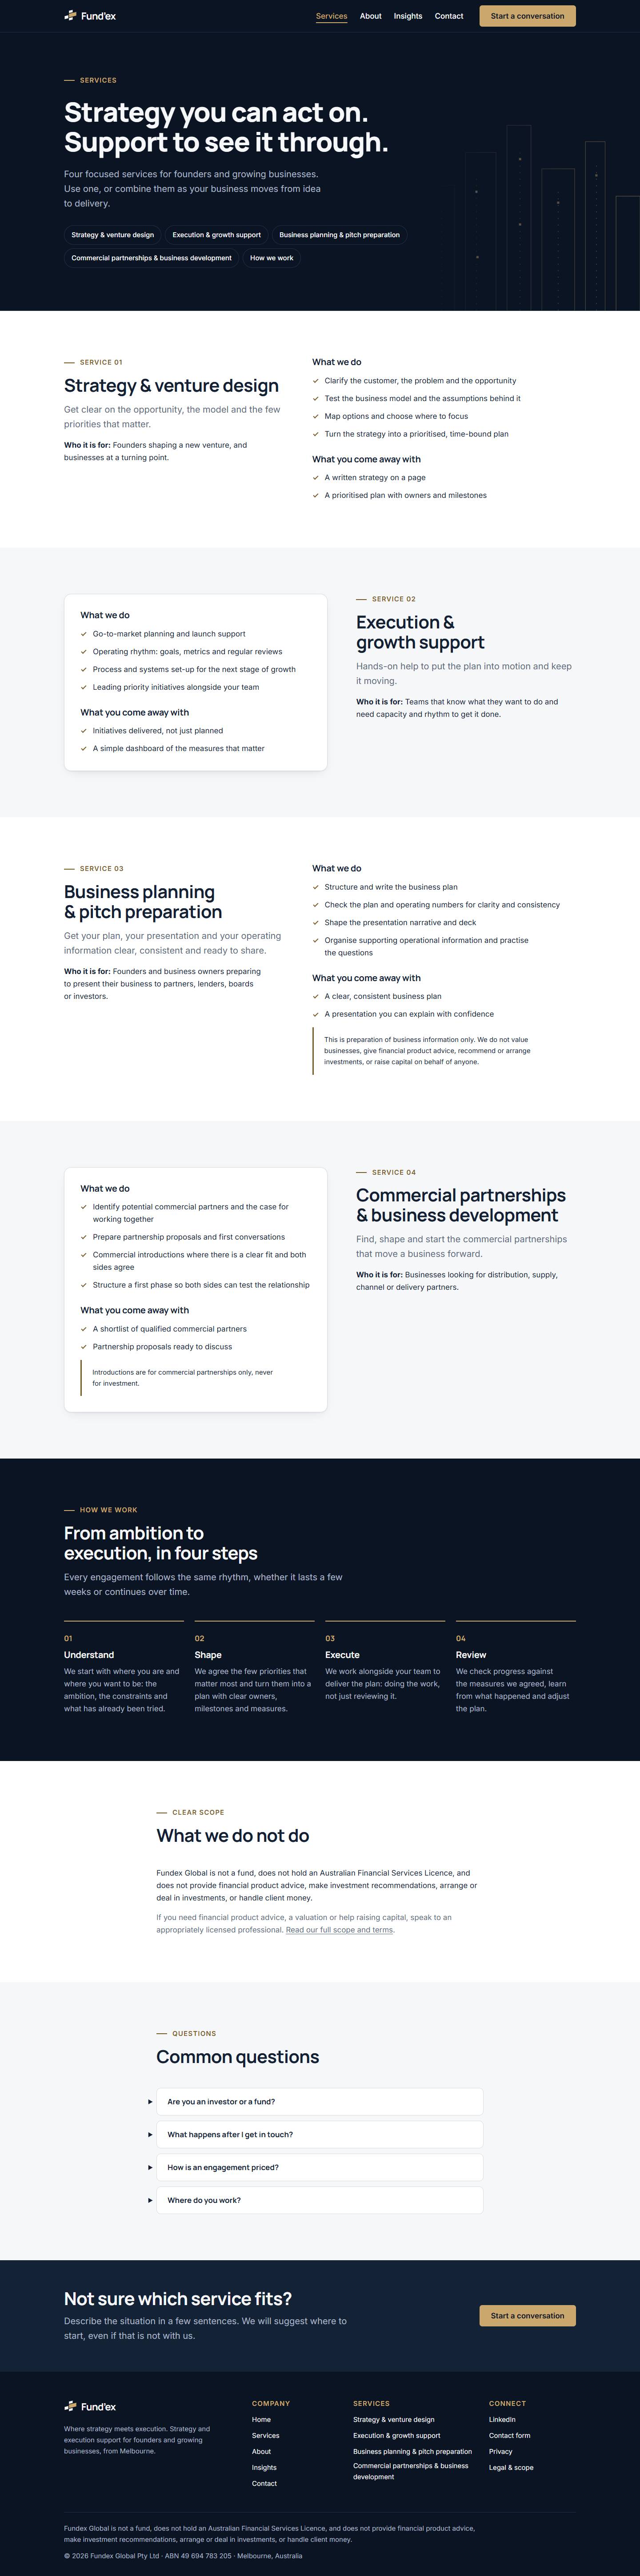 Fund'ex
Services
About
Insights
Contact
Start a conversation
SERVICES
Strategy you can act on.
Support to see it through.
Four focused services for founders and growing businesses.
Use one, or combine them as your business moves from idea
to delivery.
Strategy & venture design
Execution & growth support
Business planning & pitch preparation
Commercial partnerships & business development
How we work
SERVICE 01
Strategy & venture design
Get clear on the opportunity, the model and the few
priorities that matter.
Who it is for: Founders shaping a new venture, and
businesses at a turning point.
What we do
Clarify the customer, the problem and the opportunity
Test the business model and the assumptions behind it
Map options and choose where to focus
Turn the strategy into a prioritised, time-bound plan
What you come away with
A written strategy on a page
A prioritised plan with owners and milestones
What we do
Go-to-market planning and launch support
Operating rhythm: goals, metrics and regular reviews
Process and systems set-up for the next stage of growth
Leading priority initiatives alongside your team
What you come away with
Initiatives delivered, not just planned
A simple dashboard of the measures that matter
SERVICE 02
Execution &
growth support
Hands-on help to put the plan into motion and keep
it moving.
Who it is for: Teams that know what they want to do and
need capacity and rhythm to get it done.
SERVICE 03
Business planning
& pitch preparation
Get your plan, your presentation and your operating
information clear, consistent and ready to share.
Who it is for: Founders and business owners preparing
to present their business to partners, lenders, boards
or investors.
What we do
Structure and write the business plan
Check the plan and operating numbers for clarity and consistency
Shape the presentation narrative and deck
Organise supporting operational information and practise
the questions
What you come away with
A clear, consistent business plan
A presentation you can explain with confidence
This is preparation of business information only. We do not value
businesses, give financial product advice, recommend or arrange
investments, or raise capital on behalf of anyone.
What we do
Identify potential commercial partners and the case for
working together
Prepare partnership proposals and first conversations
Commercial introductions where there is a clear fit and both
sides agree
Structure a first phase so both sides can test the relationship
What you come away with
A shortlist of qualified commercial partners
Partnership proposals ready to discuss
Introductions are for commercial partnerships only, never
for investment.
SERVICE 04
Commercial partnerships
& business development
Find, shape and start the commercial partnerships
that move a business forward.
Who it is for: Businesses looking for distribution, supply,
channel or delivery partners.
HOW WE WORK
From ambition to
execution, in four steps
Every engagement follows the same rhythm, whether it lasts a few
weeks or continues over time.
01
Understand
We start with where you are and
where you want to be: the
ambition, the constraints and
what has already been tried.
02
Shape
We agree the few priorities that
matter most and turn them into a
plan with clear owners,
milestones and measures.
03
Execute
We work alongside your team to
deliver the plan: doing the work,
not just reviewing it.
04
Review
We check progress against
the measures we agreed, learn
from what happened and adjust
the plan.
CLEAR SCOPE
What we do not do
Fundex Global is not a fund, does not hold an Australian Financial Services Licence, and
does not provide financial product advice, make investment recommendations, arrange or
deal in investments, or handle client money.
If you need financial product advice, a valuation or help raising capital, speak to an
appropriately licensed professional. Read our full scope and terms.
QUESTIONS
Common questions
Are you an investor or a fund?
What happens after I get in touch?
How is an engagement priced?
Where do you work?
Not sure which service fits?
Describe the situation in a few sentences. We will suggest where to
start, even if that is not with us.
Start a conversation
Fund'ex
Where strategy meets execution. Strategy and
execution support for founders and growing
businesses, from Melbourne.
COMPANY
Home
Services
About
Insights
Contact
SERVICES
Strategy & venture design
Execution & growth support
Business planning & pitch preparation
Commercial partnerships & business
development
CONNECT
LinkedIn
Contact form
Privacy
Legal & scope
Fundex Global is not a fund, does not hold an Australian Financial Services Licence, and does not provide financial product advice,
make investment recommendations, arrange or deal in investments, or handle client money.
© 2026 Fundex Global Pty Ltd · ABN 49 694 783 205 · Melbourne, Australia